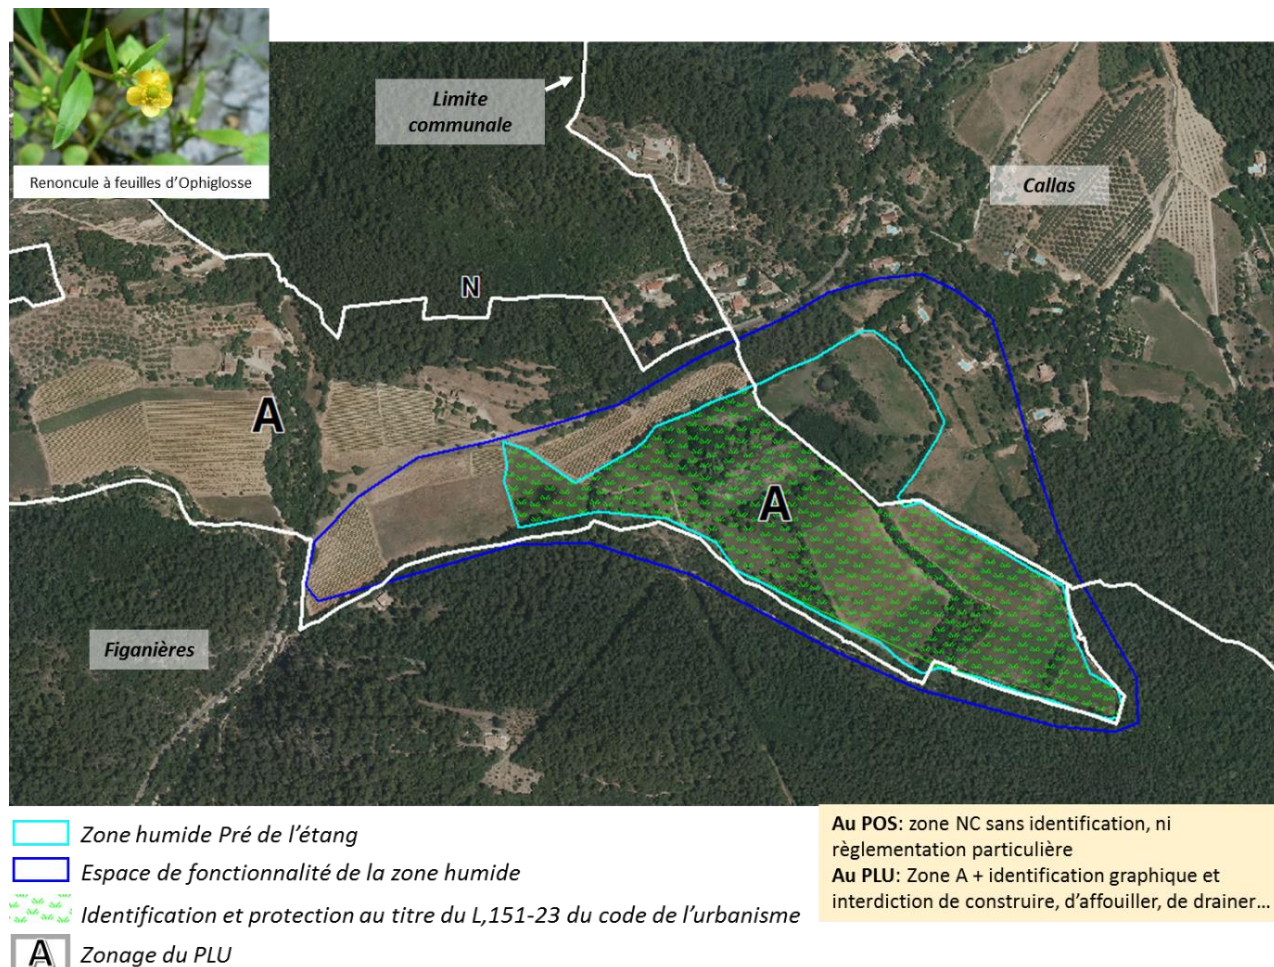 Renoncule à feuilles d'Ophiglosse
Limite
communale
Callas
N
A
A
Figanières
Zone humide Pré de l'étang
Espace de fonctionnalité de la zone humide
Identification et protection au titre du L,151-23 du code de l'urbanisme
A Zonage du PLU
Au POS: zone NC sans identification, ni
règlementation particulière
Au PLU: Zone A + identification graphique et
interdiction de construire, d'affouiller, de drainer…